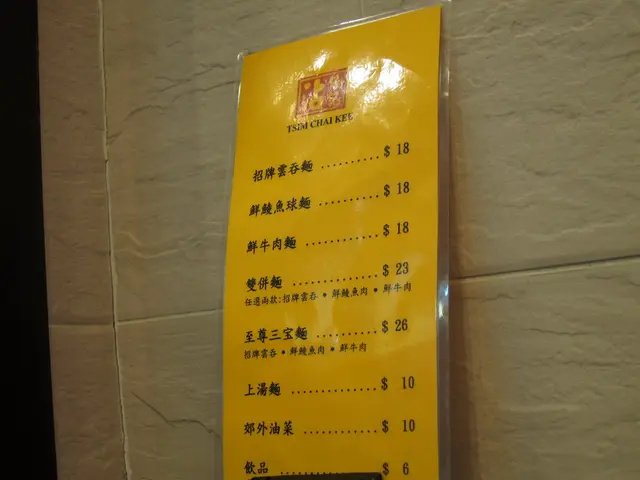 TSIM CHAI KEE
招牌雲吞麵 ..........$ 18
鮮鯪魚球麵 ..........$ 18
鮮牛肉麵 ............$ 18
雙併麵 ..............$ 23
任選兩款:招牌雲吞 • 鮮鯪魚肉 • 鮮牛肉
至尊三宝麵 ..........$ 26
招牌雲吞 • 鮮鯪魚肉 • 鮮牛肉
上湯麵 ..............$ 10
郊外油菜 ............$ 10
飲品 ................$ 6